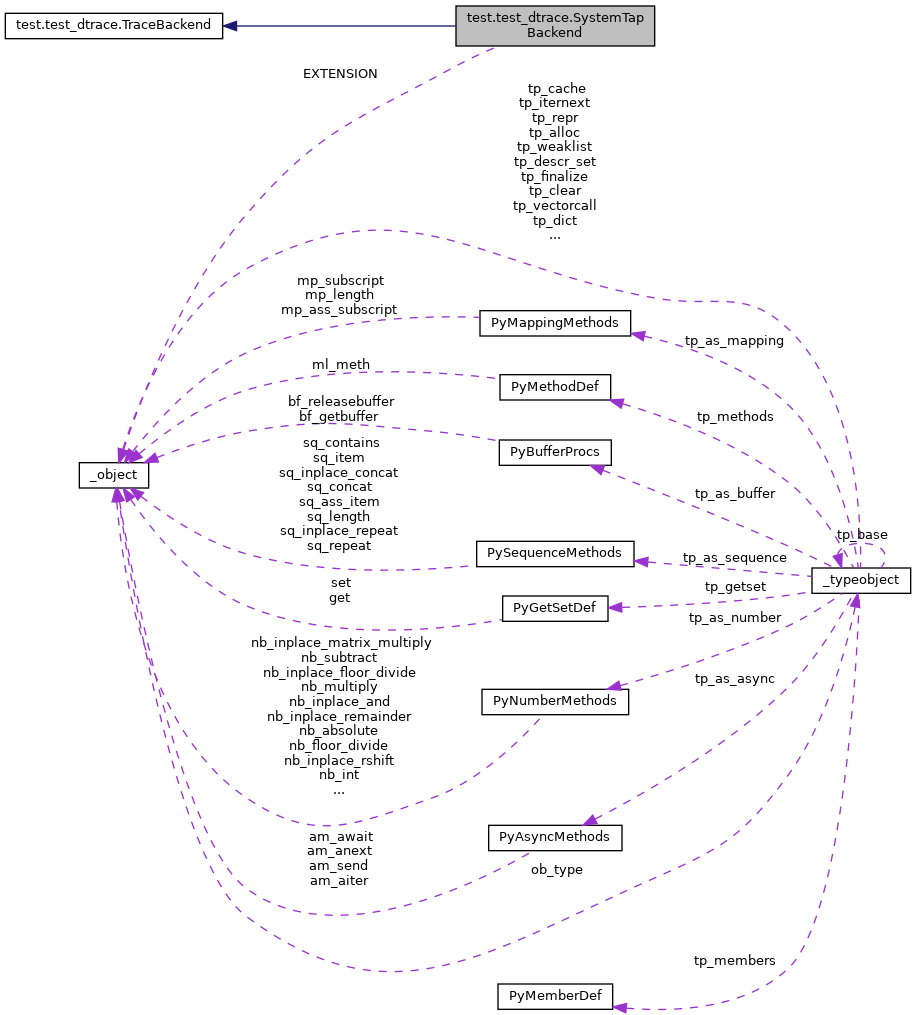 test.test_dtrace.TraceBackend
test.test_dtrace.SystemTap
Backend
EXTENSION
tp_cache
tp_iternext
tp_repr
tp_alloc
tp_weaklist
tp_descr_set
tp_finalize
tp_clear
tp_vectorcall
tp_dict
...
mp_subscript
mp_length
mp_ass_subscript
PyMappingMethods
tp_as_mapping
ml_meth
PyMethodDef
tp_methods
bf_releasebuffer
bf_getbuffer
PyBufferProcs
_object
sq_contains
sq_item
sq_inplace_concat
sq_concat
sq_ass_item
sq_length
sq_inplace_repeat
sq_repeat
tp_as_buffer
tp_base
PySequenceMethods
tp_as_sequence
_typeobject
set
get
PyGetSetDef
tp_getset
tp_as_number
nb_inplace_matrix_multiply
nb_subtract
nb_inplace_floor_divide
nb_multiply
nb_inplace_and
nb_inplace_remainder
nb_absolute
nb_floor_divide
nb_inplace_rshift
nb_int
...
PyNumberMethods
tp_as_async
am_await
am_anext
am_send
am_aiter
PyAsyncMethods
ob_type
tp_members
PyMemberDef